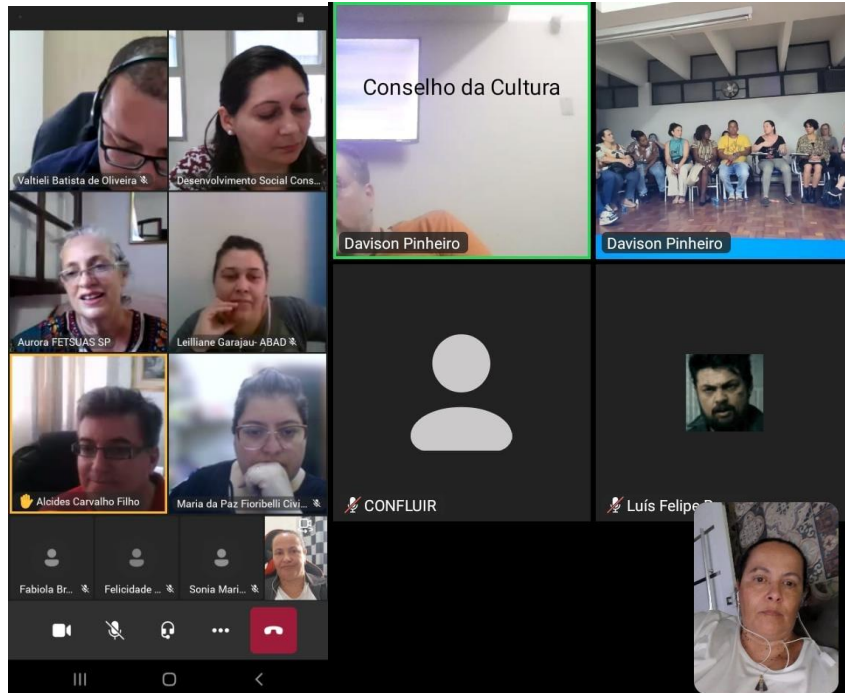 Valtieli Batista de Oliveira
Desenvolvimento Social Cons...
Aurora FETSUAS SP
Leilliane Garajau- ABAD
Alcides Carvalho Filho
Maria da Paz Fioribelli Civi...
Fabiola Br...
Felicidade ...
Sonia Mari...
Conselho da Cultura
Davison Pinheiro
Davison Pinheiro
CONFLUIR
Luís Felipe